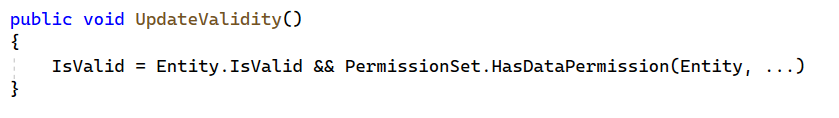 public void UpdateValidity()
{
    IsValid = Entity.IsValid && PermissionSet.HasDataPermission(Entity, ...)
}